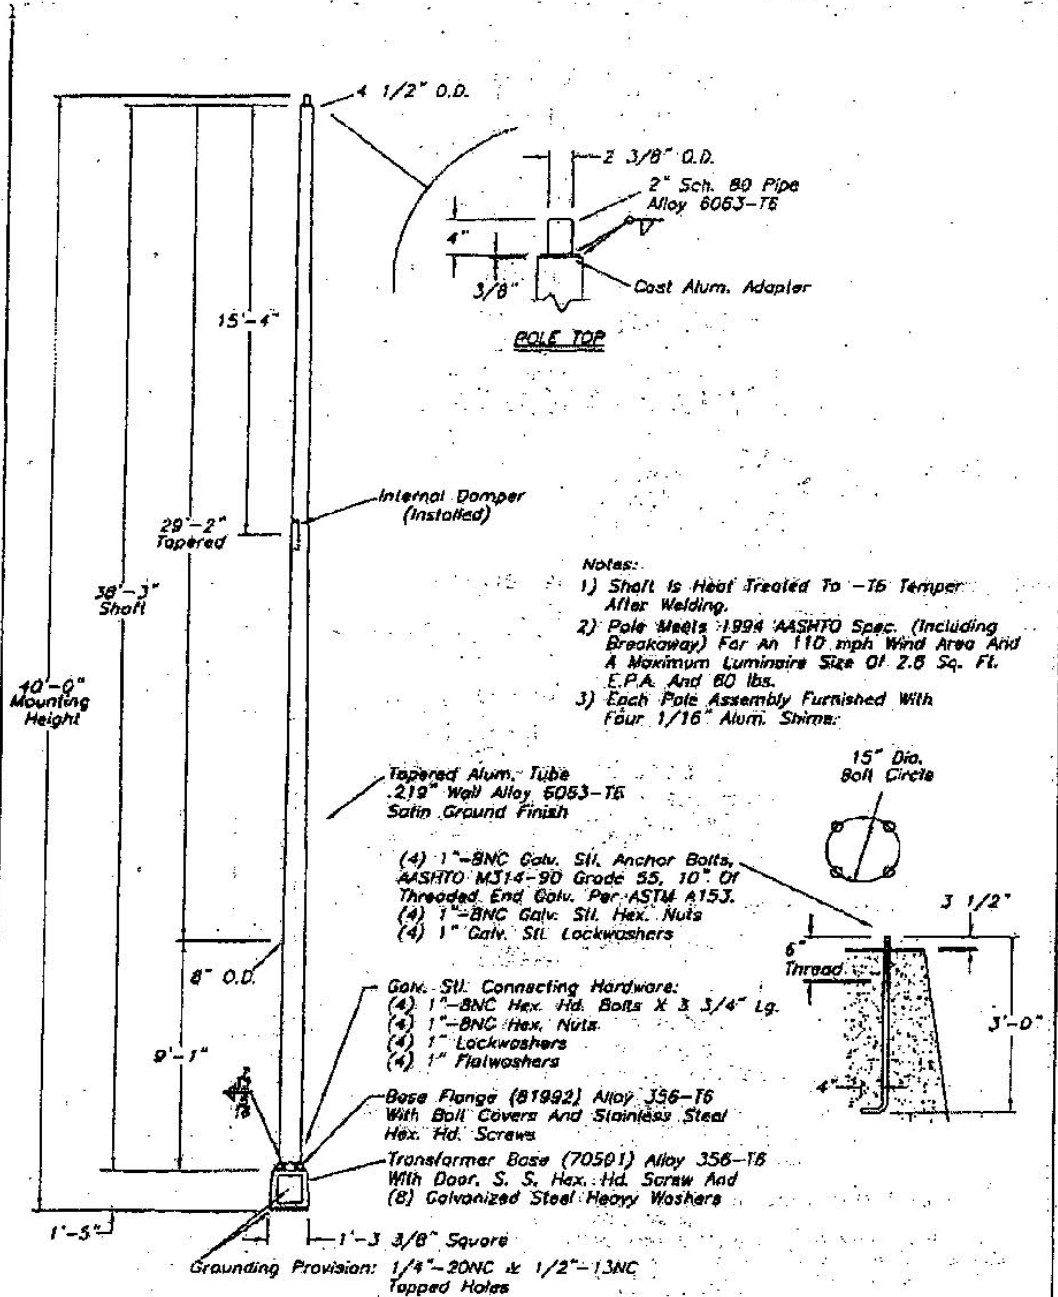 4 1/2" O.D.
2 3/8" O.D.
2" Sch. 80 Pipe
Alloy 6063-T6
4"
3/8"
Cast Alum. Adapter
POLE TOP
15'-4"
Internal Damper
(Installed)
29'-2"
Tapered
38'-3"
Shaft
40'-0"
Mounting
Height
Notes:
1) Shaft Is Heat Treated To -T6 Temper
After Welding.
2) Pole Meets 1994 AASHTO Spec. (Including
Breakaway) For An 110 mph Wind Area And
A Maximum Luminaire Size Of 2.6 Sq. Ft.
E.P.A. And 60 lbs.
3) Each Pole Assembly Furnished With
Four 1/16" Alum. Shims.
Tapered Alum. Tube
.219" Wall Alloy 6063-T6
Satin Ground Finish
15" Dia.
Bolt Circle
(4) 1"-8NC Galv. Stl. Anchor Bolts,
AASHTO M314-90 Grade 55, 10" Of
Threaded End Galv. Per ASTM A153.
(4) 1"-8NC Galv. Stl. Hex. Nuts
(4) 1" Galv. Stl. Lockwashers
3 1/2"
6"
Thread
3'-0"
4"
8" O.D.
9'-1"
Galv. Stl. Connecting Hardware:
(4) 1"-8NC Hex. Hd. Bolts X 3 3/4" Lg.
(4) 1"-8NC Hex. Nuts
(4) 1" Lockwashers
(4) 1" Flatwashers
Base Flange (81992) Alloy 356-T6
With Bolt Covers And Stainless Steel
Hex. Hd. Screws
Transformer Base (70501) Alloy 356-T6
With Door, S. S. Hex. Hd. Screw And
(8) Galvanized Steel Heavy Washers
1'-5"
1'-3 3/8" Square
Grounding Provision: 1/4"-20NC & 1/2"-13NC
Tapped Holes